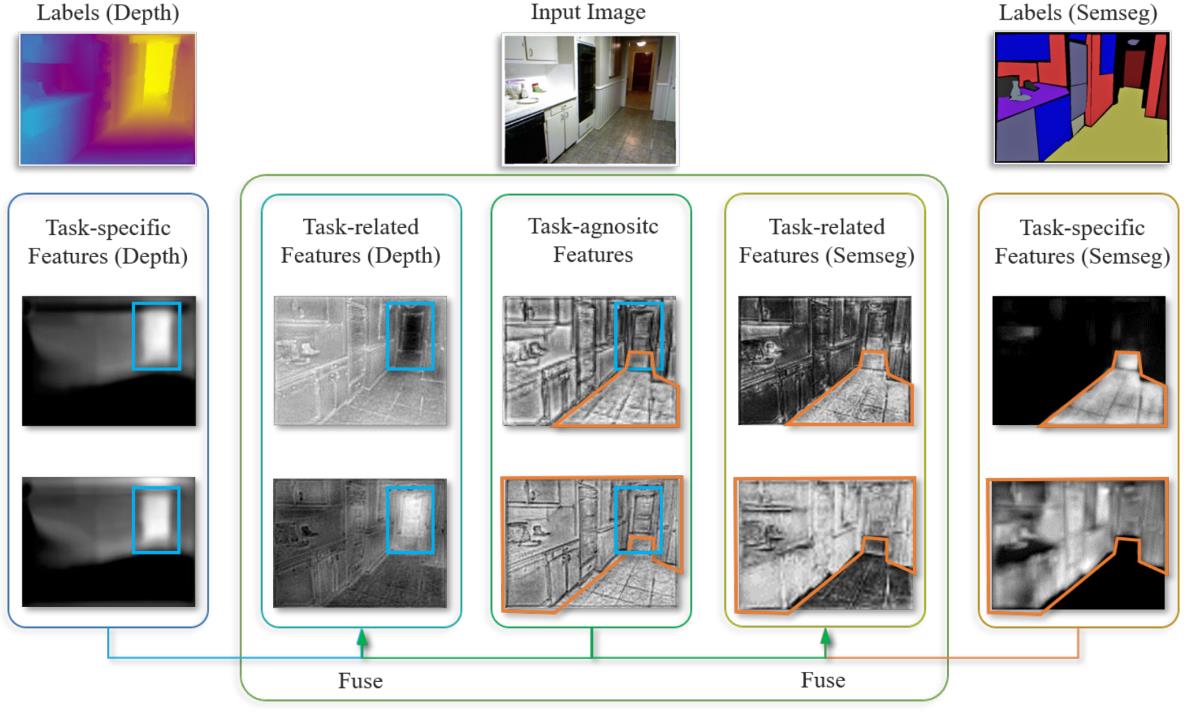 Labels (Depth)
Input Image
Labels (Semseg)
Task-specific
Features (Depth)
Task-related
Features (Depth)
Task-agnositc
Features
Task-related
Features (Semseg)
Task-specific
Features (Semseg)
Fuse
Fuse